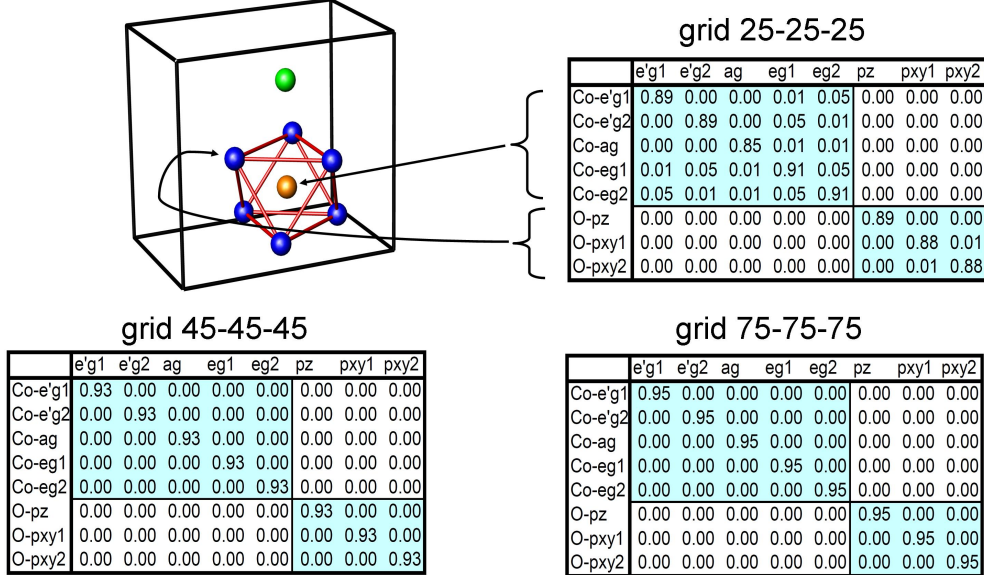 grid 25-25-25
e'g1 e'g2 ag eg1 eg2 pz pxy1 pxy2
Co-e'g1 0.89 0.00 0.00 0.01 0.05 0.00 0.00 0.00
Co-e'g2 0.00 0.89 0.00 0.05 0.01 0.00 0.00 0.00
Co-ag 0.00 0.00 0.85 0.01 0.01 0.00 0.00 0.00
Co-eg1 0.01 0.05 0.01 0.91 0.05 0.00 0.00 0.00
Co-eg2 0.05 0.01 0.01 0.05 0.91 0.00 0.00 0.00
O-pz 0.00 0.00 0.00 0.00 0.00 0.89 0.00 0.00
O-pxy1 0.00 0.00 0.00 0.00 0.00 0.00 0.88 0.01
O-pxy2 0.00 0.00 0.00 0.00 0.00 0.00 0.01 0.88
grid 45-45-45
e'g1 e'g2 ag eg1 eg2 pz pxy1 pxy2
Co-e'g1 0.93 0.00 0.00 0.00 0.00 0.00 0.00 0.00
Co-e'g2 0.00 0.93 0.00 0.00 0.00 0.00 0.00 0.00
Co-ag 0.00 0.00 0.93 0.00 0.00 0.00 0.00 0.00
Co-eg1 0.00 0.00 0.00 0.93 0.00 0.00 0.00 0.00
Co-eg2 0.00 0.00 0.00 0.00 0.93 0.00 0.00 0.00
O-pz 0.00 0.00 0.00 0.00 0.00 0.93 0.00 0.00
O-pxy1 0.00 0.00 0.00 0.00 0.00 0.00 0.93 0.00
O-pxy2 0.00 0.00 0.00 0.00 0.00 0.00 0.00 0.93
grid 75-75-75
e'g1 e'g2 ag eg1 eg2 pz pxy1 pxy2
Co-e'g1 0.95 0.00 0.00 0.00 0.00 0.00 0.00 0.00
Co-e'g2 0.00 0.95 0.00 0.00 0.00 0.00 0.00 0.00
Co-ag 0.00 0.00 0.95 0.00 0.00 0.00 0.00 0.00
Co-eg1 0.00 0.00 0.00 0.95 0.00 0.00 0.00 0.00
Co-eg2 0.00 0.00 0.00 0.00 0.95 0.00 0.00 0.00
O-pz 0.00 0.00 0.00 0.00 0.00 0.95 0.00 0.00
O-pxy1 0.00 0.00 0.00 0.00 0.00 0.00 0.95 0.00
O-pxy2 0.00 0.00 0.00 0.00 0.00 0.00 0.00 0.95